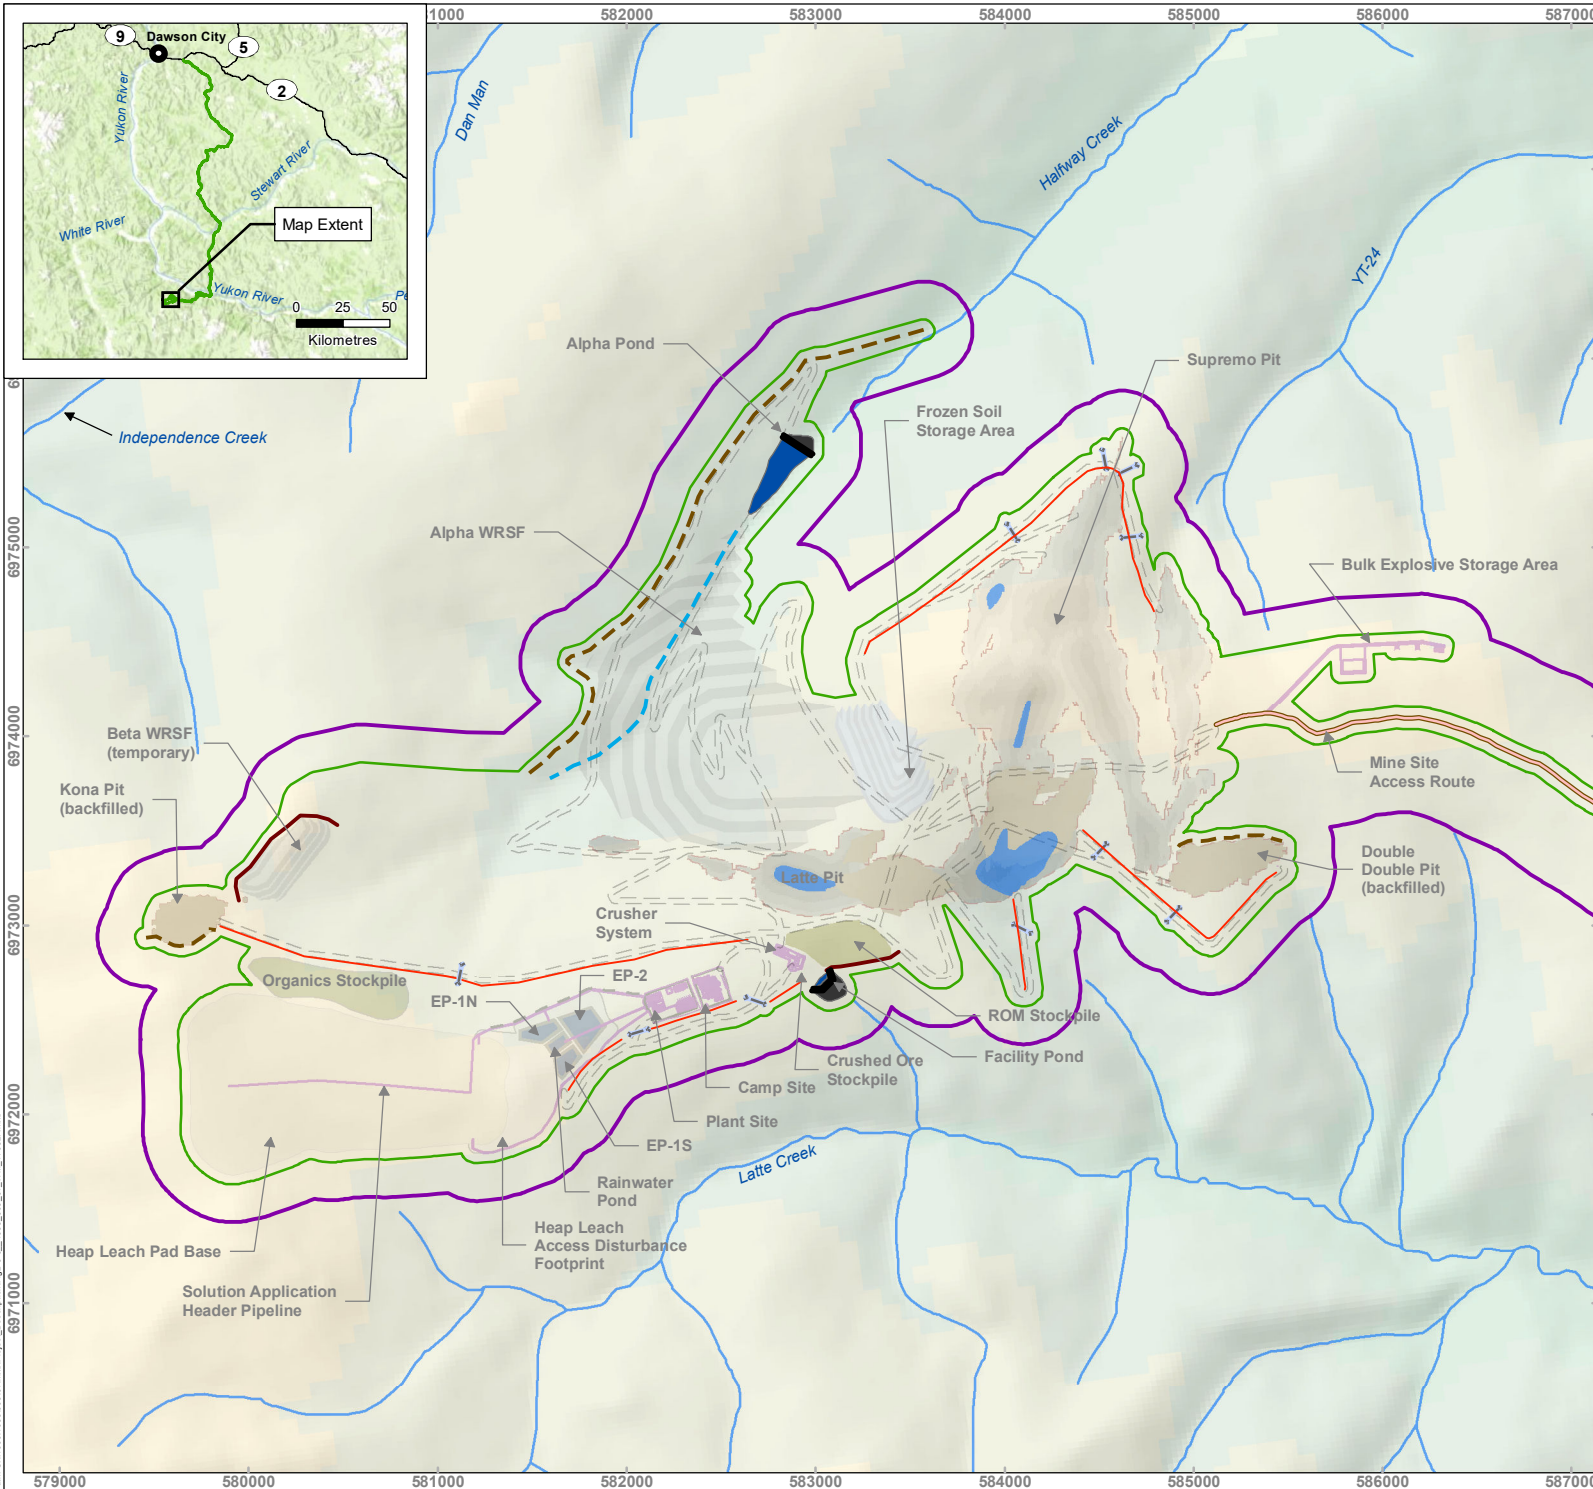 581000
582000
583000
584000
585000
586000
587000
9
Dawson City
5
2
Yukon River
Stewart River
White River
Map Extent
Yukon River
0 25 50
Kilometres
Dan Man
Halfway Creek
YT-24
Independence Creek
Alpha Pond
Supremo Pit
Frozen Soil
Storage Area
Alpha WRSF
Bulk Explosive Storage Area
6975000
6974000
6973000
6972000
6971000
Beta WRSF
(temporary)
Kona Pit
(backfilled)
Mine Site
Access Route
Double
Double Pit
(backfilled)
Latte Pit
Crusher
System
Organics Stockpile
EP-2
EP-1N
ROM Stockpile
Facility Pond
Crushed Ore
Stockpile
Camp Site
Plant Site
EP-1S
Latte Creek
Rainwater
Pond
Heap Leach
Access Disturbance
Footprint
Heap Leach Pad Base
Solution Application
Header Pipeline
579000
580000
581000
582000
583000
584000
585000
586000
587000